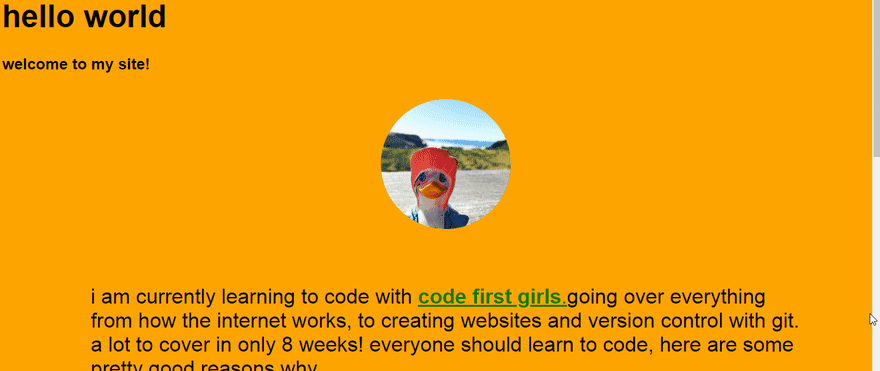 hello world
welcome to my site!
i am currently learning to code with code first girls.going over everything
from how the internet works, to creating websites and version control with git.
a lot to cover in only 8 weeks! everyone should learn to code, here are some
pretty good reasons why